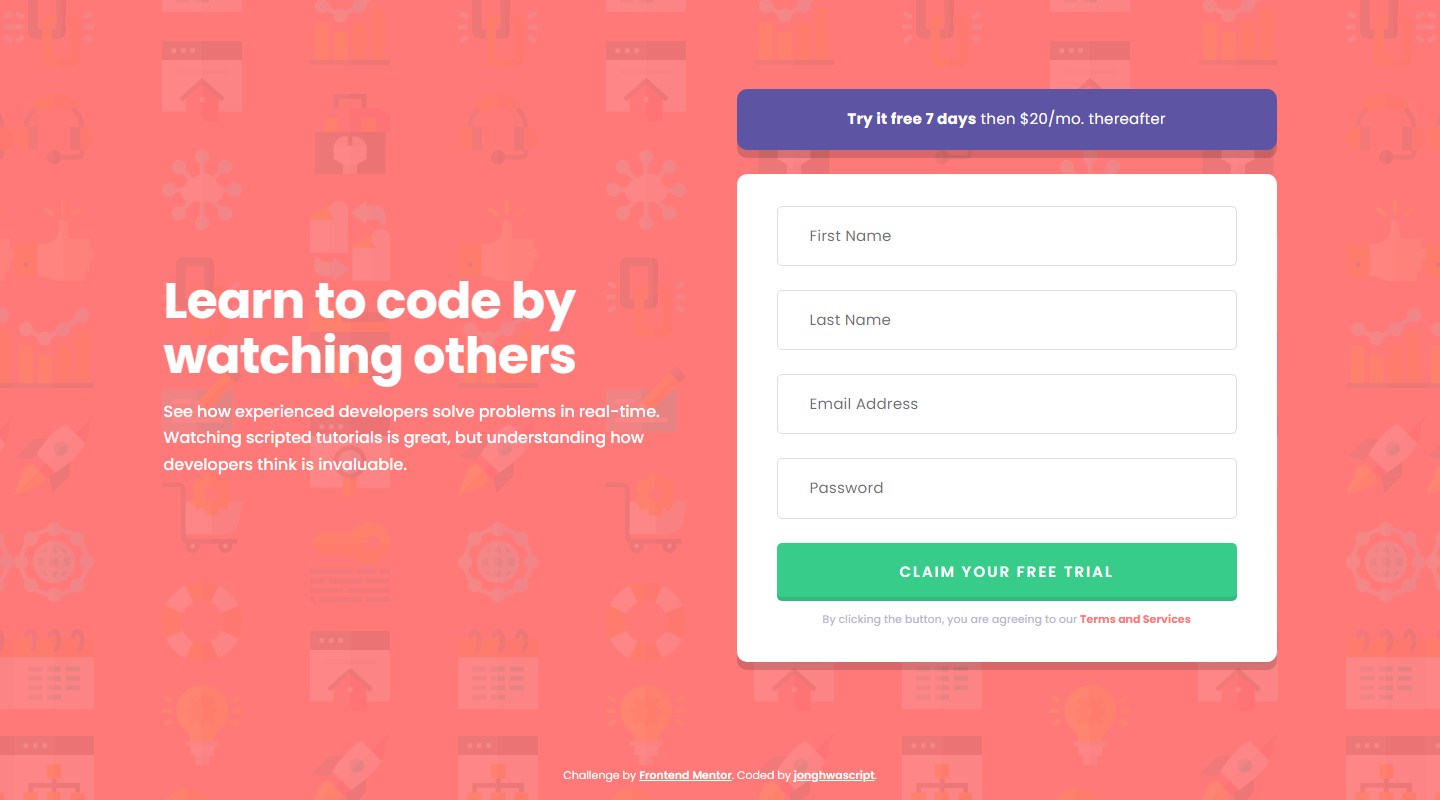 Learn to code by
watching others
See how experienced developers solve problems in real-time.
Watching scripted tutorials is great, but understanding how
developers think is invaluable.
Try it free 7 days then $20/mo. thereafter
First Name
Last Name
Email Address
Password
CLAIM YOUR FREE TRIAL
By clicking the button, you are agreeing to our Terms and Services
Challenge by Frontend Mentor. Coded by jonghwascript.